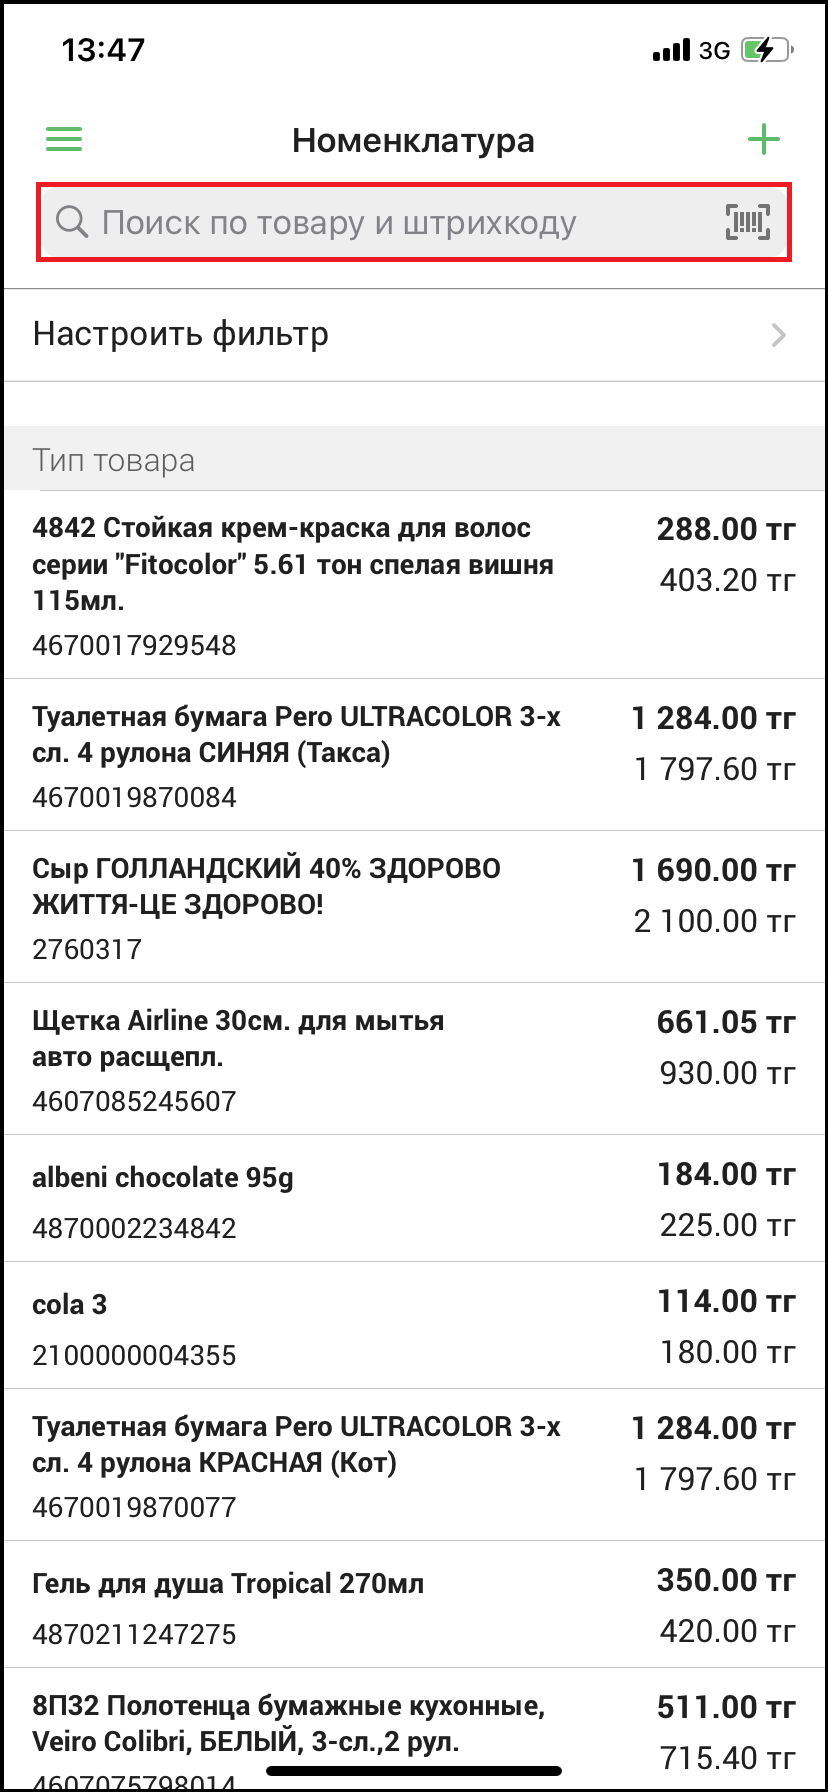 13:47
3G
Номенклатура
Поиск по товару и штрихкоду
Настроить фильтр
Тип товара
4842 Стойкая крем-краска для волос
серии "Fitocolor" 5.61 тон спелая вишня
115мл.
4670017929548
288.00 тг
403.20 тг
Туалетная бумага Pero ULTRACOLOR 3-х
сл. 4 рулона СИНЯЯ (Такса)
4670019870084
1 284.00 тг
1 797.60 тг
Сыр ГОЛЛАНДСКИЙ 40% ЗДОРОВО
ЖИТТЯ-ЦЕ ЗДОРОВО!
2760317
1 690.00 тг
2 100.00 тг
Щетка Airline 30см. для мытья
авто расщепл.
4607085245607
661.05 тг
930.00 тг
albeni chocolate 95g
4870002234842
184.00 тг
225.00 тг
cola 3
2100000004355
114.00 тг
180.00 тг
Туалетная бумага Pero ULTRACOLOR 3-х
сл. 4 рулона КРАСНАЯ (Кот)
4670019870077
1 284.00 тг
1 797.60 тг
Гель для душа Tropical 270мл
4870211247275
350.00 тг
420.00 тг
8П32 Полотенца бумажные кухонные,
Veiro Colibri, БЕЛЫЙ, 3-сл.,2 рул.
4607075798014
511.00 тг
715.40 тг